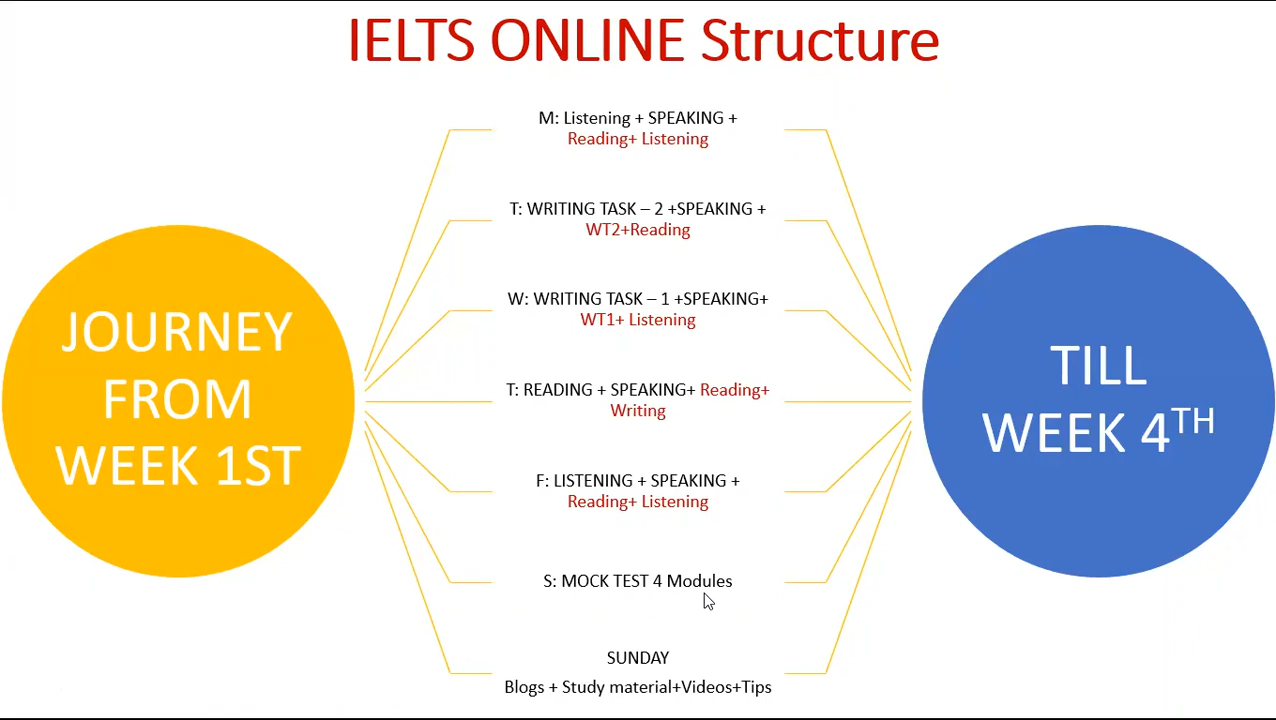 IELTS ONLINE Structure
JOURNEY
FROM
WEEK 1ST
M: Listening + SPEAKING +
Reading+ Listening
T: WRITING TASK – 2 +SPEAKING +
WT2+Reading
W: WRITING TASK – 1 +SPEAKING+
WT1+ Listening
T: READING + SPEAKING+ Reading+
Writing
F: LISTENING + SPEAKING +
Reading+ Listening
S: MOCK TEST 4 Modules
SUNDAY
Blogs + Study material+Videos+Tips
TILL
WEEK 4TH